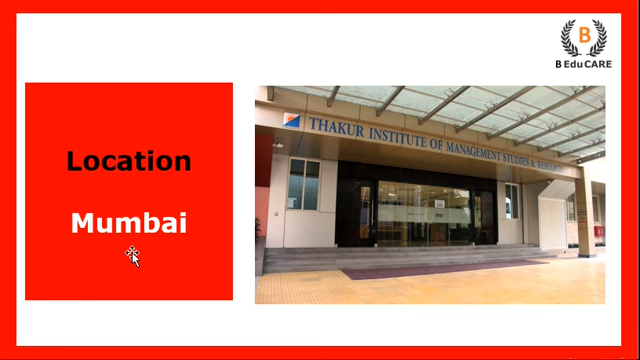 B
B EduCARE
Location
Mumbai
THAKUR INSTITUTE OF MANAGEMENT STUDIES & RESEARCH